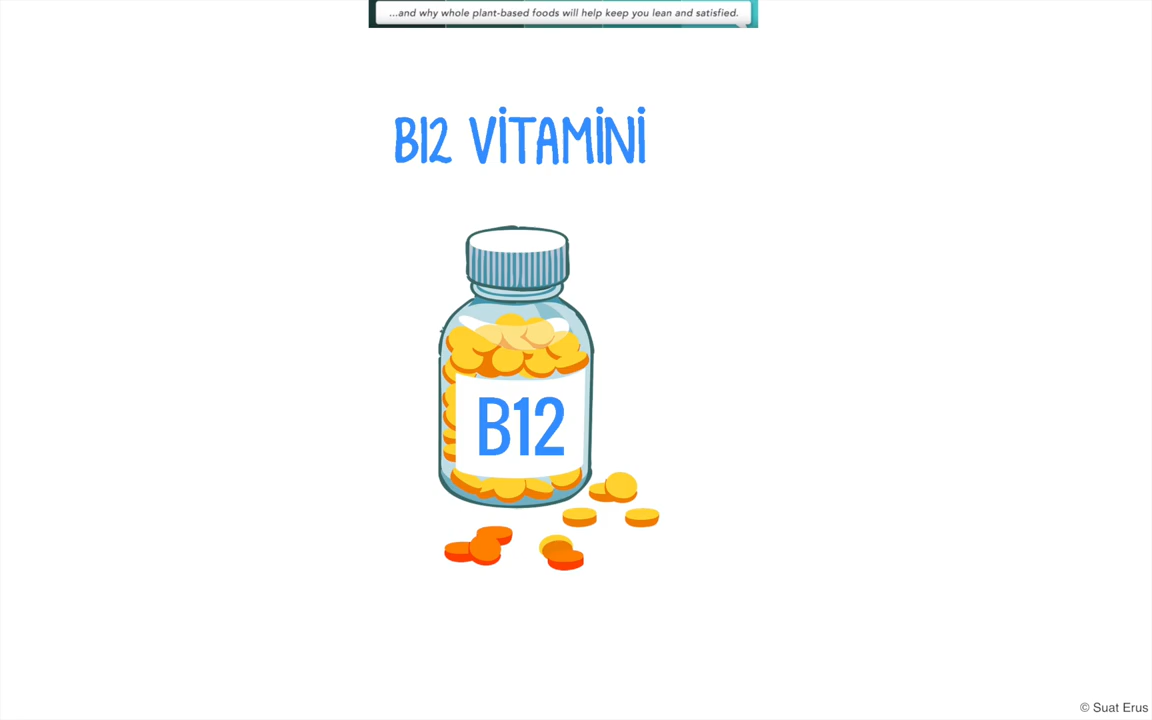 ...and why whole plant-based foods will help keep you lean and satisfied.
B12 VİTAMİNİ
B12
© Suat Erus